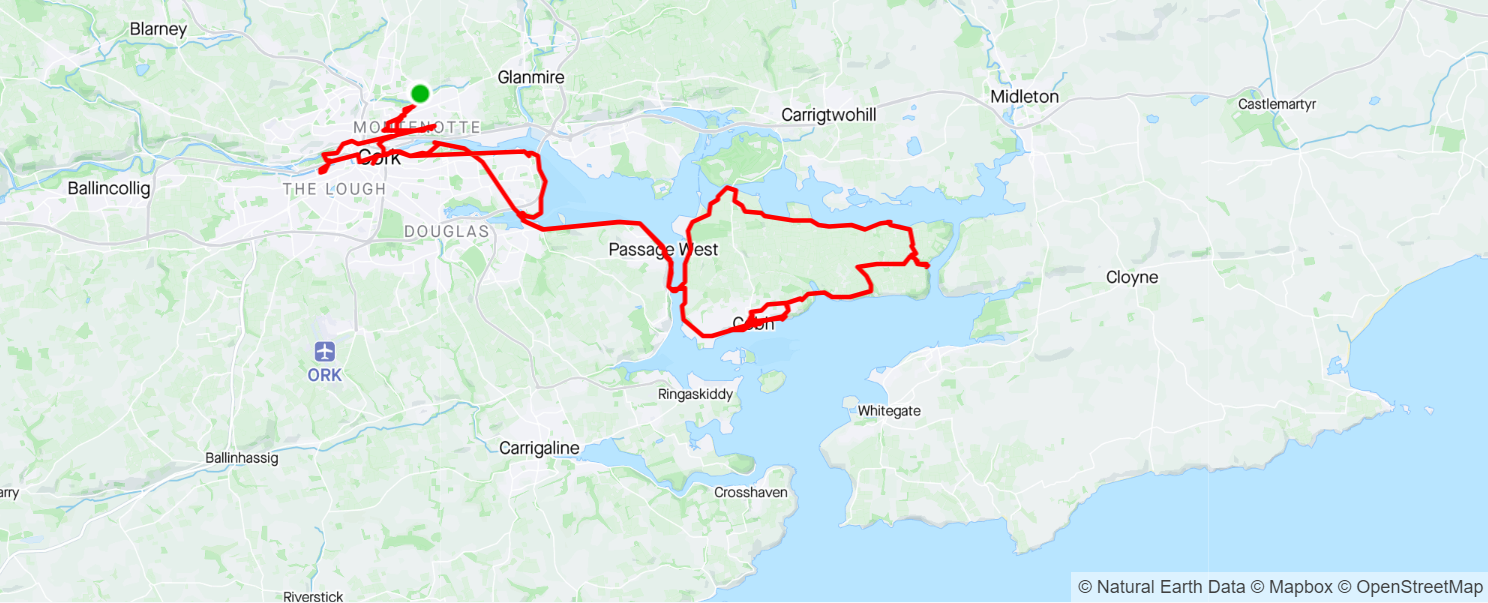 Blarney
Glanmire
Midleton
Castlemartyr
Carrigtwohill
MONTENOTTE
Cork
Ballincollig
THE LOUGH
DOUGLAS
Passage West
Cloyne
Cobh
ORK
Ringaskiddy
Whitegate
Carrigaline
Ballinhassig
arry
Crosshaven
Riverstick
© Natural Earth Data © Mapbox © OpenStreetMap